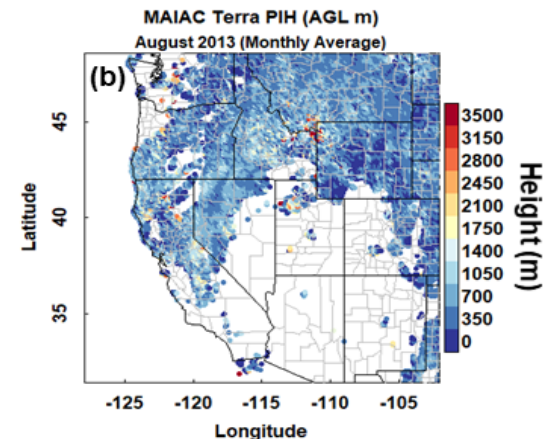 MAIAC Terra PIH (AGL m)
August 2013 (Monthly Average)
(b)
45
40
35
Latitude
-125 -120 -115 -110 -105
Longitude
3500
3150
2800
2450
2100
1750
1400
1050
700
350
0
Height (m)